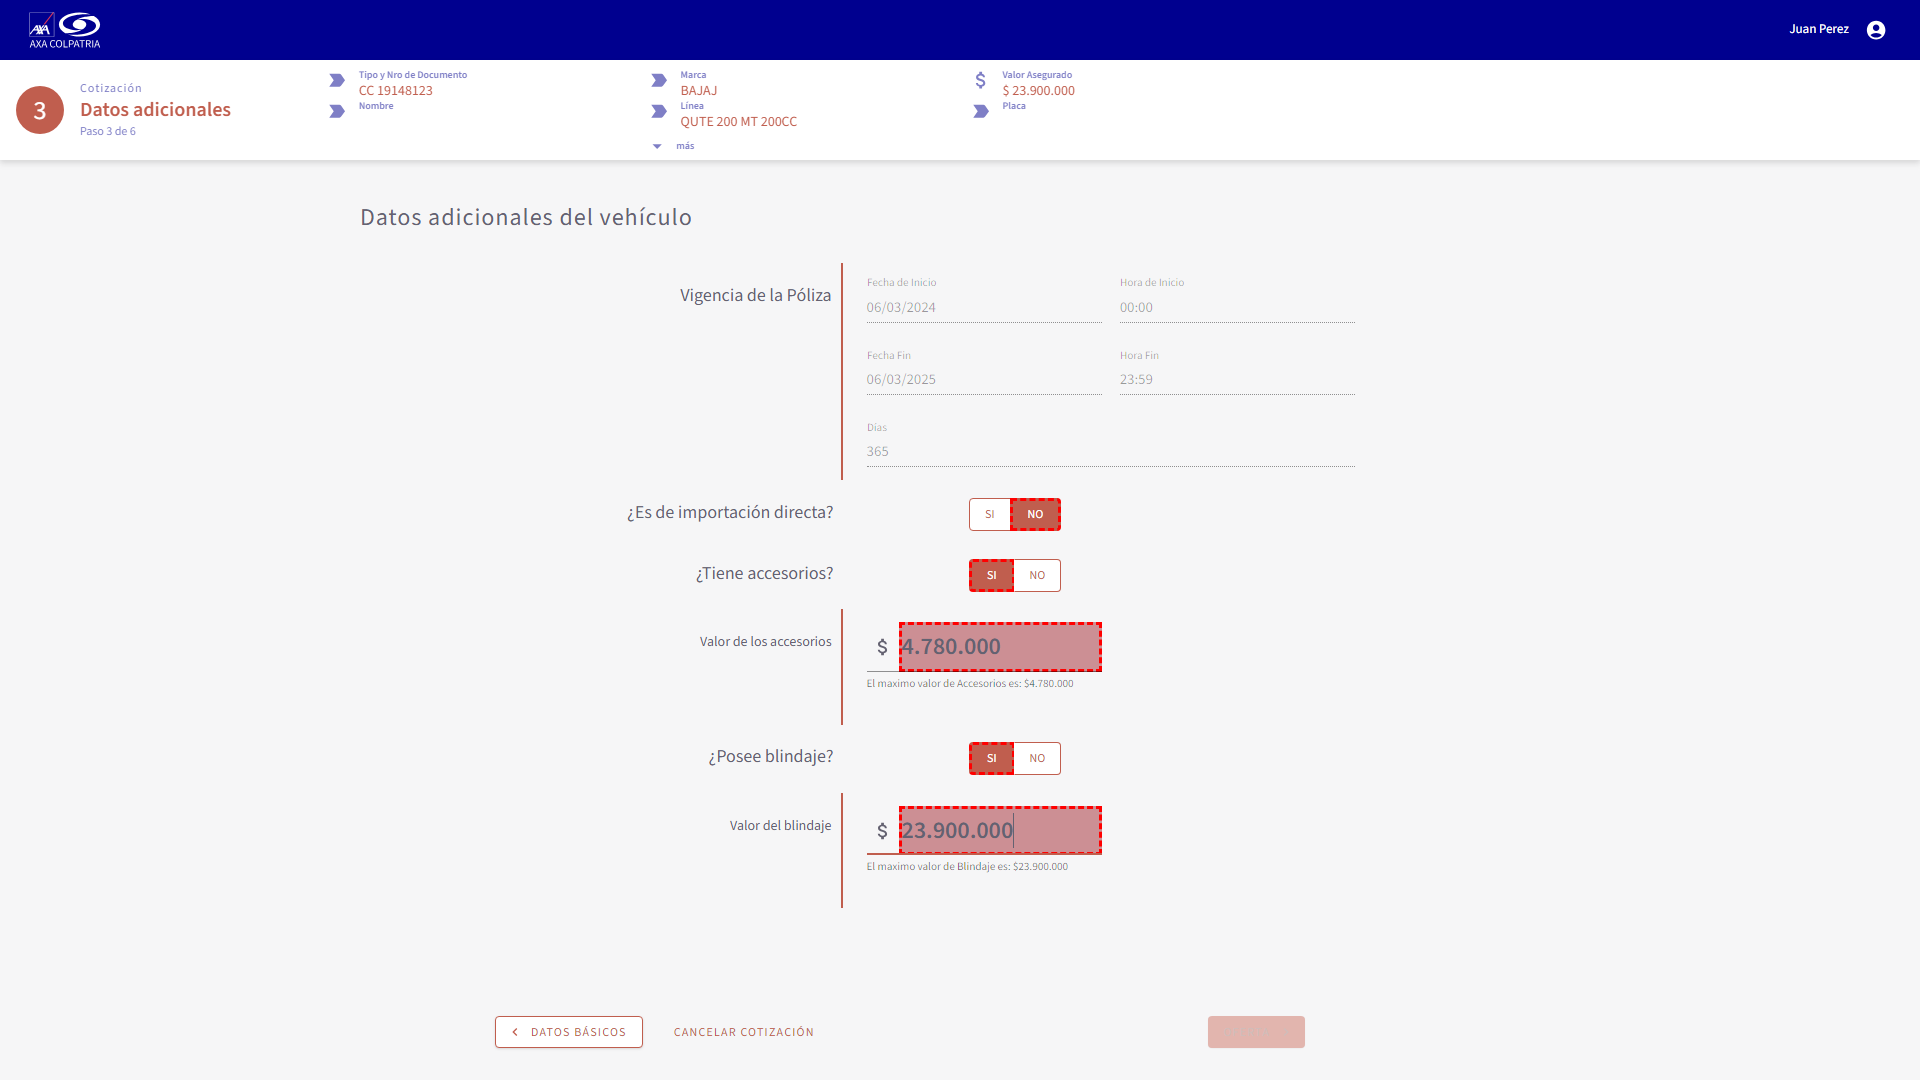 AXA
AXA COLPATRIA
Juan Perez
3
Cotización
Datos adicionales
Paso 3 de 6
Tipo y Nro de Documento
CC 19148123
Nombre
Marca
BAJAJ
Línea
QUTE 200 MT 200CC
más
$
Valor Asegurado
$ 23.900.000
Placa
Datos adicionales del vehículo
Vigencia de la Póliza
Fecha de Inicio
06/03/2024
Hora de Inicio
00:00
Fecha Fin
06/03/2025
Hora Fin
23:59
Días
365
¿Es de importación directa?
SI
NO
¿Tiene accesorios?
SI
NO
Valor de los accesorios
$ 4.780.000
El maximo valor de Accesorios es: $4.780.000
¿Posee blindaje?
SI
NO
Valor del blindaje
$ 23.900.000
El maximo valor de Blindaje es: $23.900.000
DATOS BÁSICOS
CANCELAR COTIZACIÓN